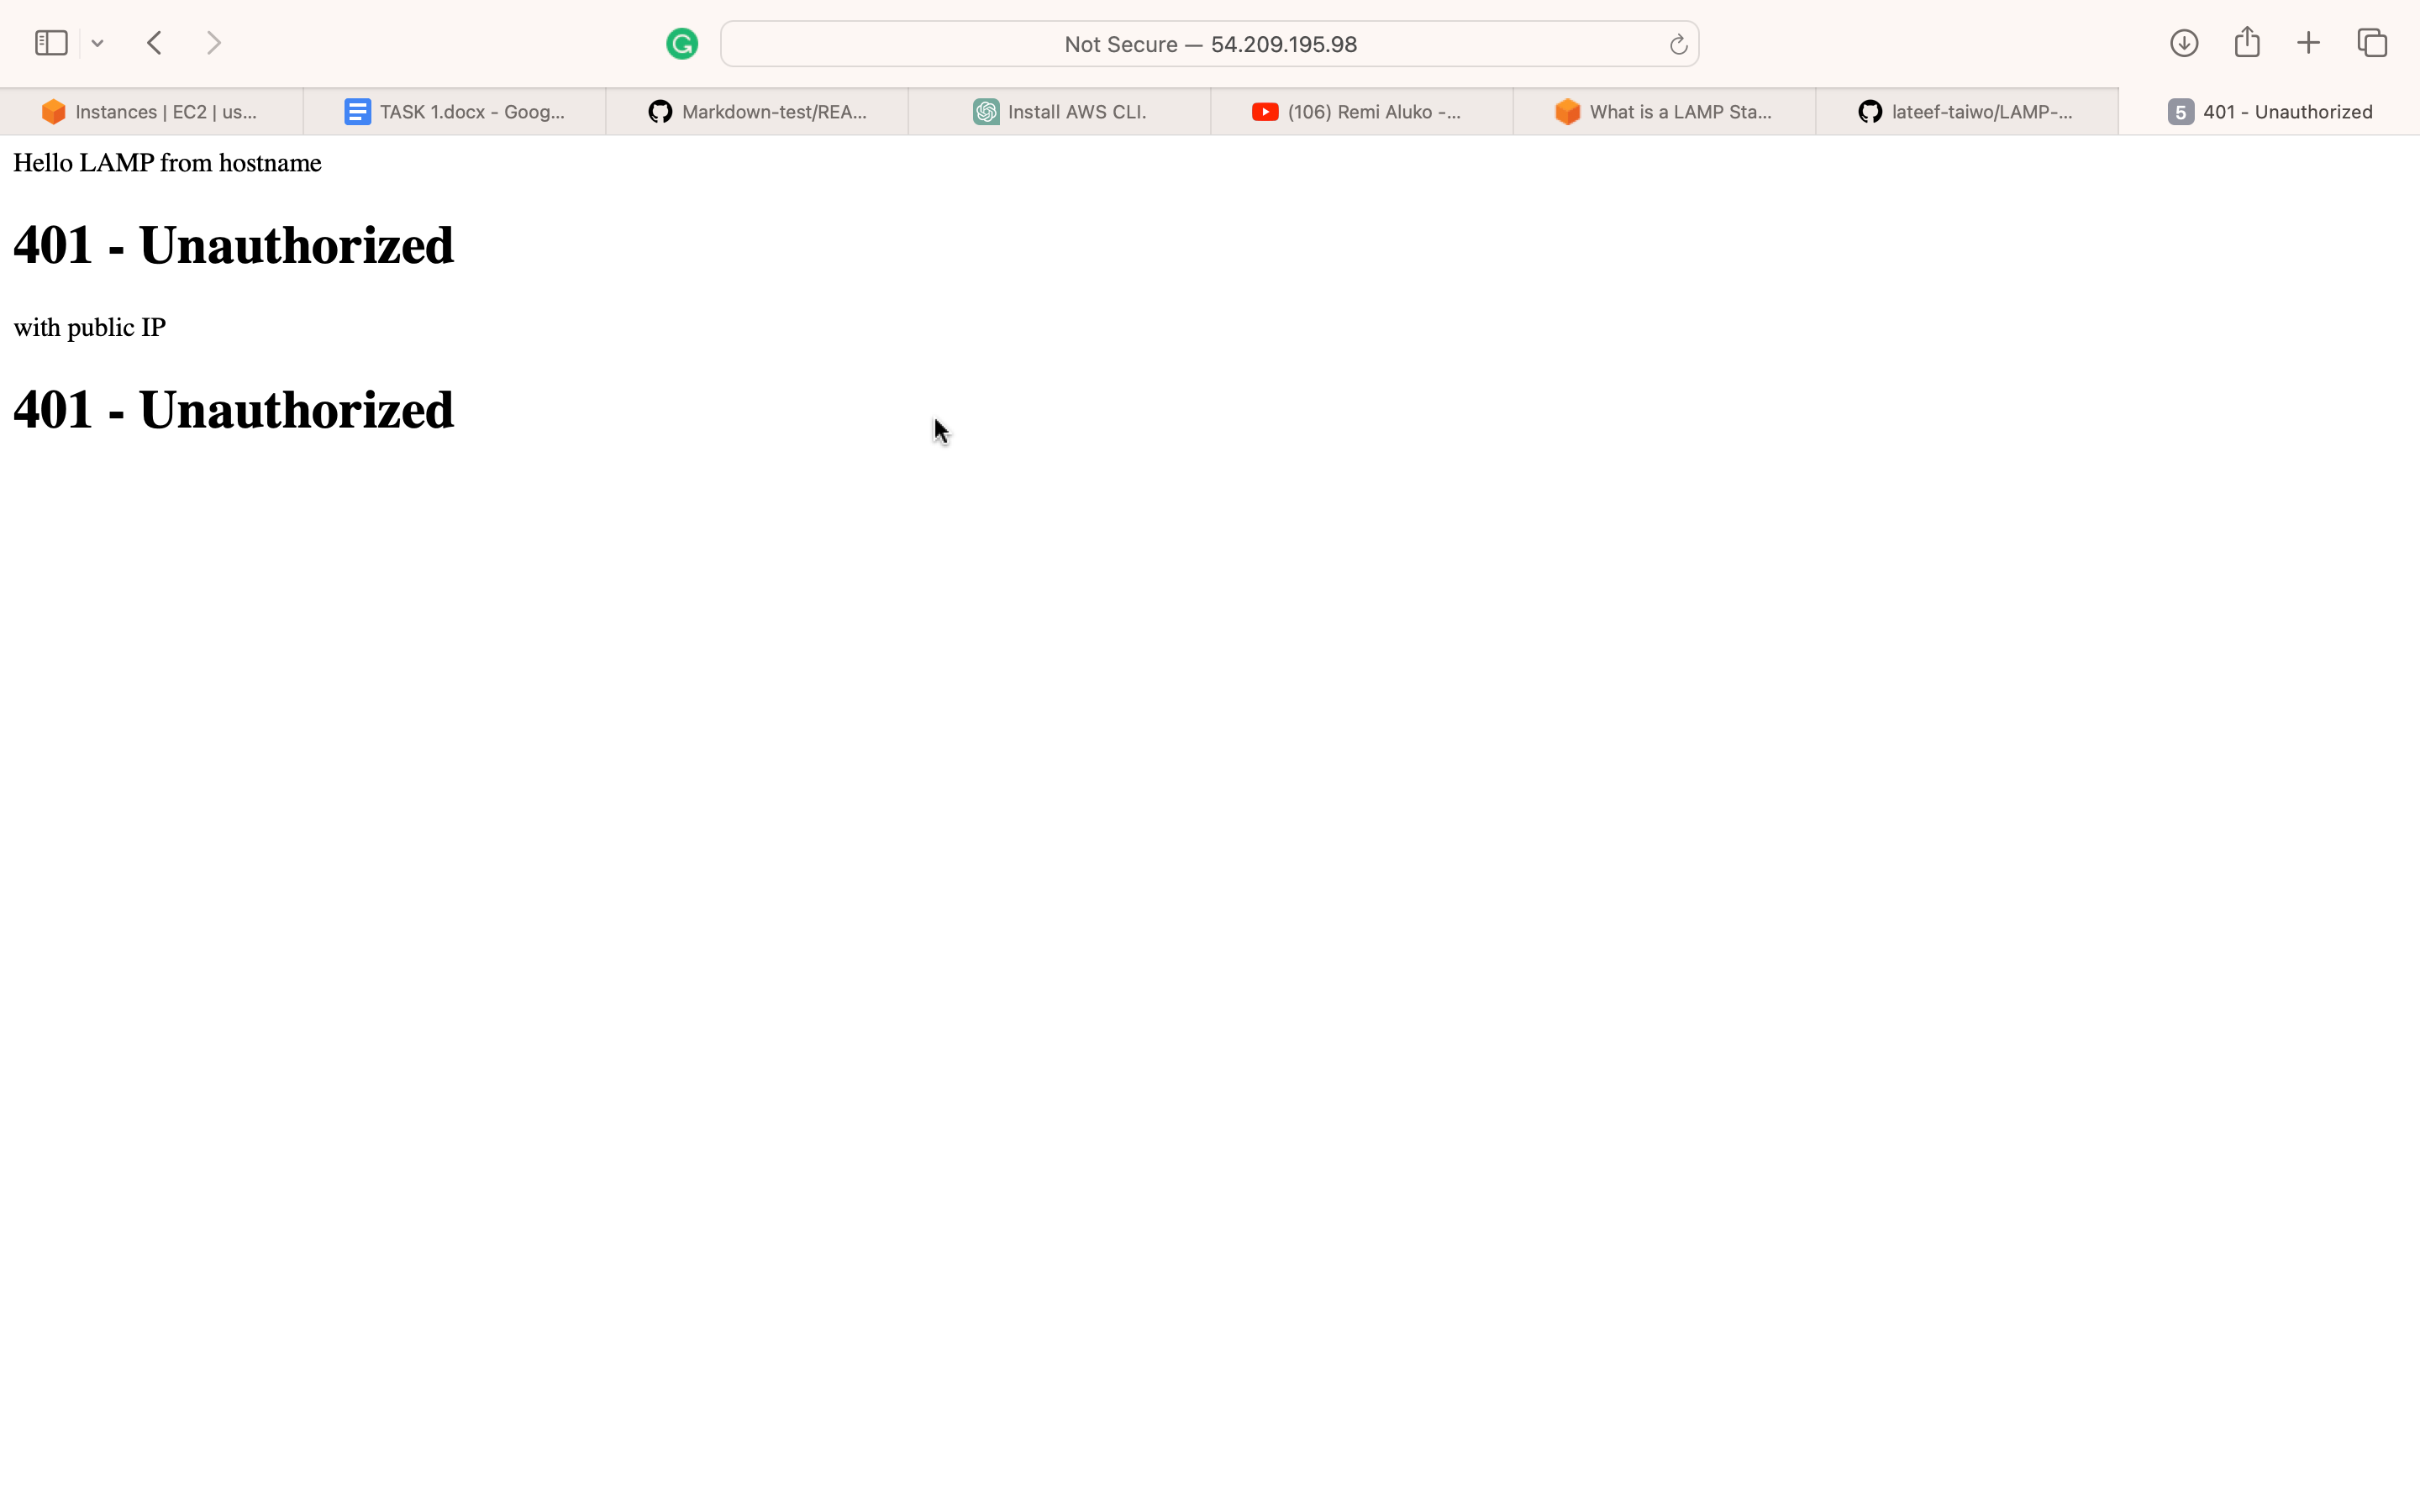 Not Secure — 54.209.195.98
Instances | EC2 | us...
TASK 1.docx - Goog...
Markdown-test/REA...
Install AWS CLI.
(106) Remi Aluko -...
What is a LAMP Sta...
lateef-taiwo/LAMP-...
5
401 - Unauthorized
Hello LAMP from hostname
401 - Unauthorized
with public IP
401 - Unauthorized